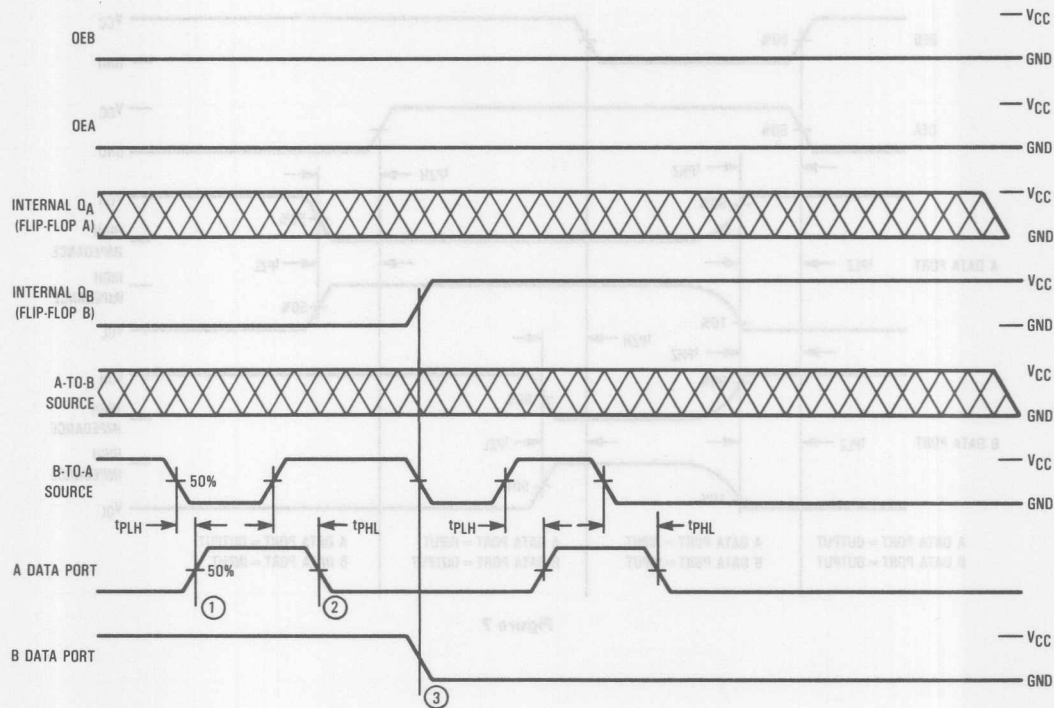 OEB
VCC
GND
OEA
VCC
GND
INTERNAL QA
(FLIP-FLOP A)
VCC
GND
INTERNAL QB
(FLIP-FLOP B)
VCC
GND
A-TO-B
SOURCE
VCC
GND
B-TO-A
SOURCE
50%
VCC
GND
tPLH
tPHL
tPLH
tPHL
A DATA PORT
50%
1
2
B DATA PORT
VCC
GND
3